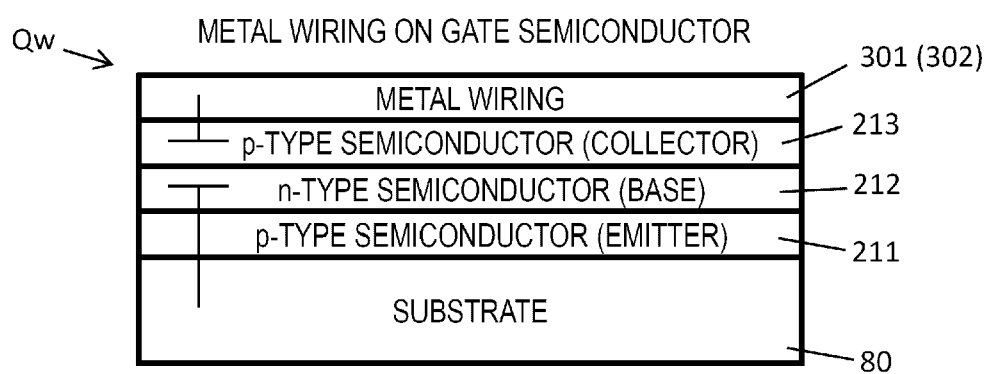 METAL WIRING ON GATE SEMICONDUCTOR
Qw
METAL WIRING
301 (302)
p-TYPE SEMICONDUCTOR (COLLECTOR)
213
n-TYPE SEMICONDUCTOR (BASE)
212
p-TYPE SEMICONDUCTOR (EMITTER)
211
SUBSTRATE
80